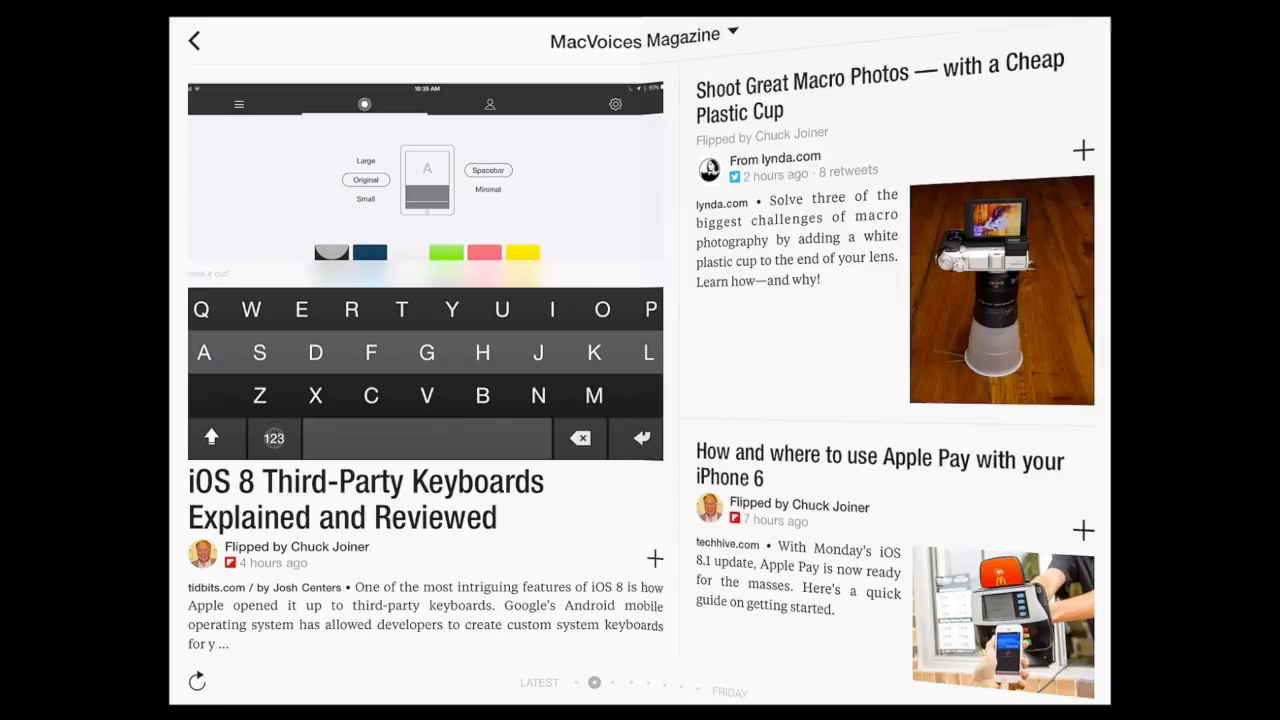 MacVoices Magazine
10:35 AM
51%
Large
Original
Small
A
Spacebar
Minimal
heck it out!
Q W E R T Y U I O P
A S D F G H J K L
Z X C V B N M
123
iOS 8 Third-Party Keyboards
Explained and Reviewed
Flipped by Chuck Joiner
4 hours ago
tidbits.com / by Josh Centers • One of the most intriguing features of iOS 8 is how
Apple opened it up to third-party keyboards. Google's Android mobile
operating system has allowed developers to create custom system keyboards
for y ...
Shoot Great Macro Photos — with a Cheap
Plastic Cup
Flipped by Chuck Joiner
From lynda.com
2 hours ago · 8 retweets
lynda.com • Solve three of the
biggest challenges of macro
photography by adding a white
plastic cup to the end of your lens.
Learn how—and why!
How and where to use Apple Pay with your
iPhone 6
Flipped by Chuck Joiner
7 hours ago
techhive.com • With Monday's iOS
8.1 update, Apple Pay is now ready
for the masses. Here's a quick
guide on getting started.
LATEST
FRIDAY